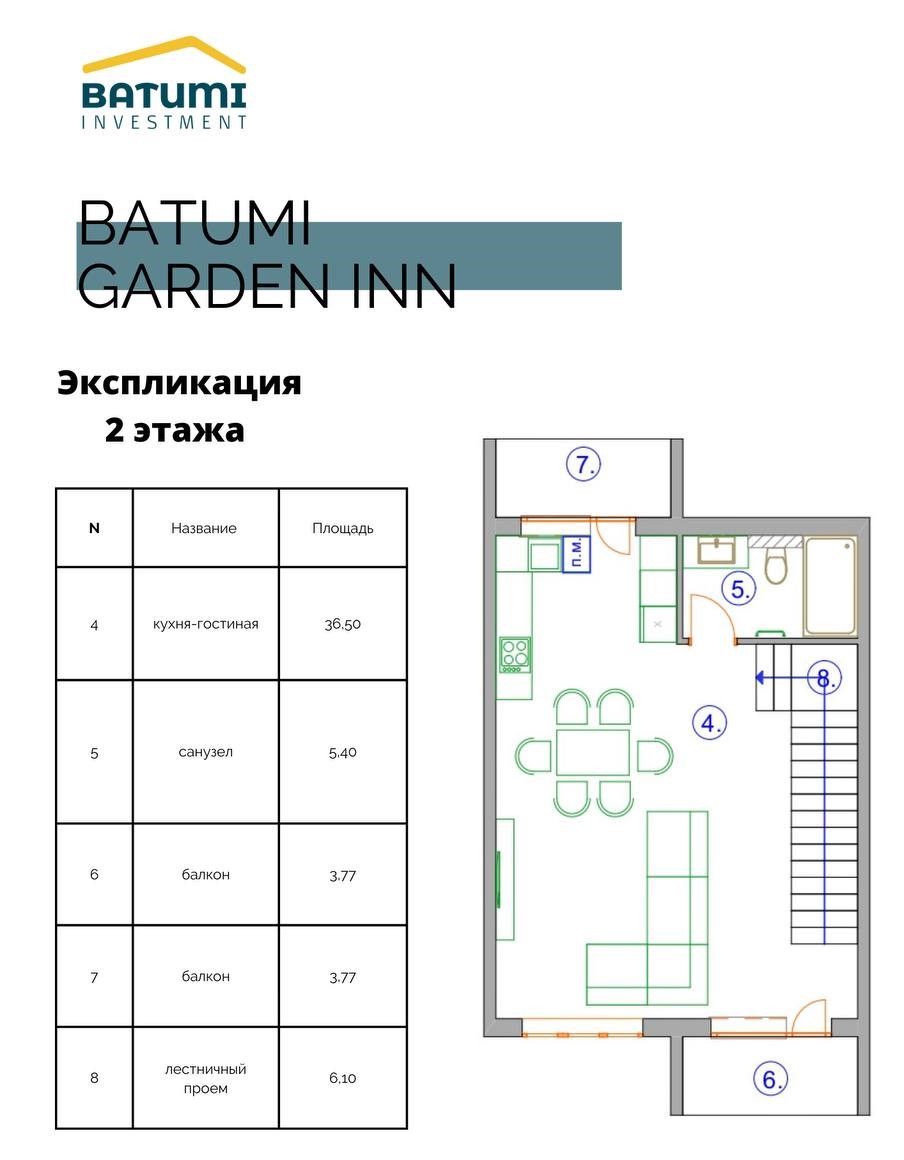 BATUMI
INVESTMENT
BATUMI
GARDEN INN
Экспликация
2 этажа
N Название Площадь
4 кухня-гостиная 36,50
5 санузел 5,40
6 балкон 3,77
7 балкон 3,77
8 лестничный проем 6,10
7.
п.м.
5.
x
8.
4.
6.